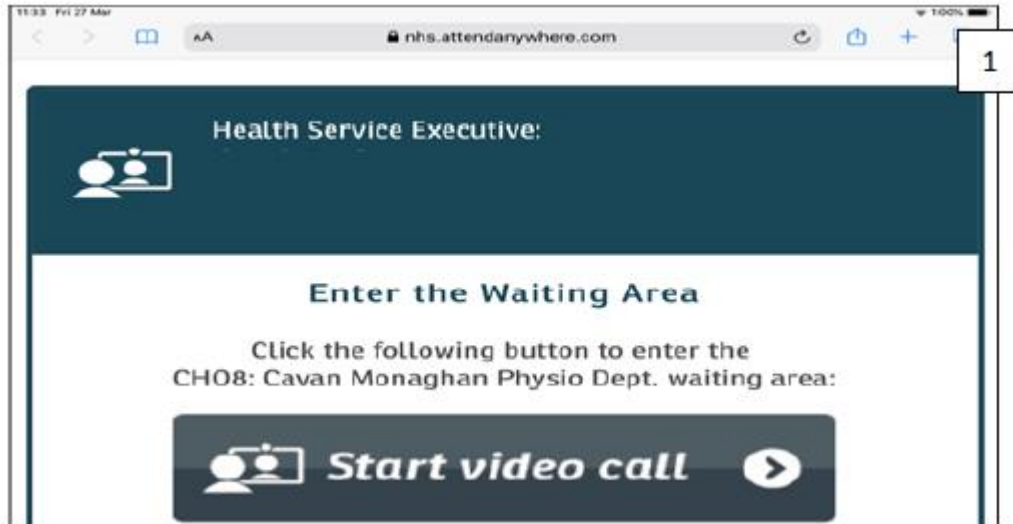 11:33 Fri 27 Mar
100%
AA nhs.attendanywhere.com
1
Health Service Executive:
Enter the Waiting Area
Click the following button to enter the
CHO8: Cavan Monaghan Physio Dept. waiting area:
Start video call